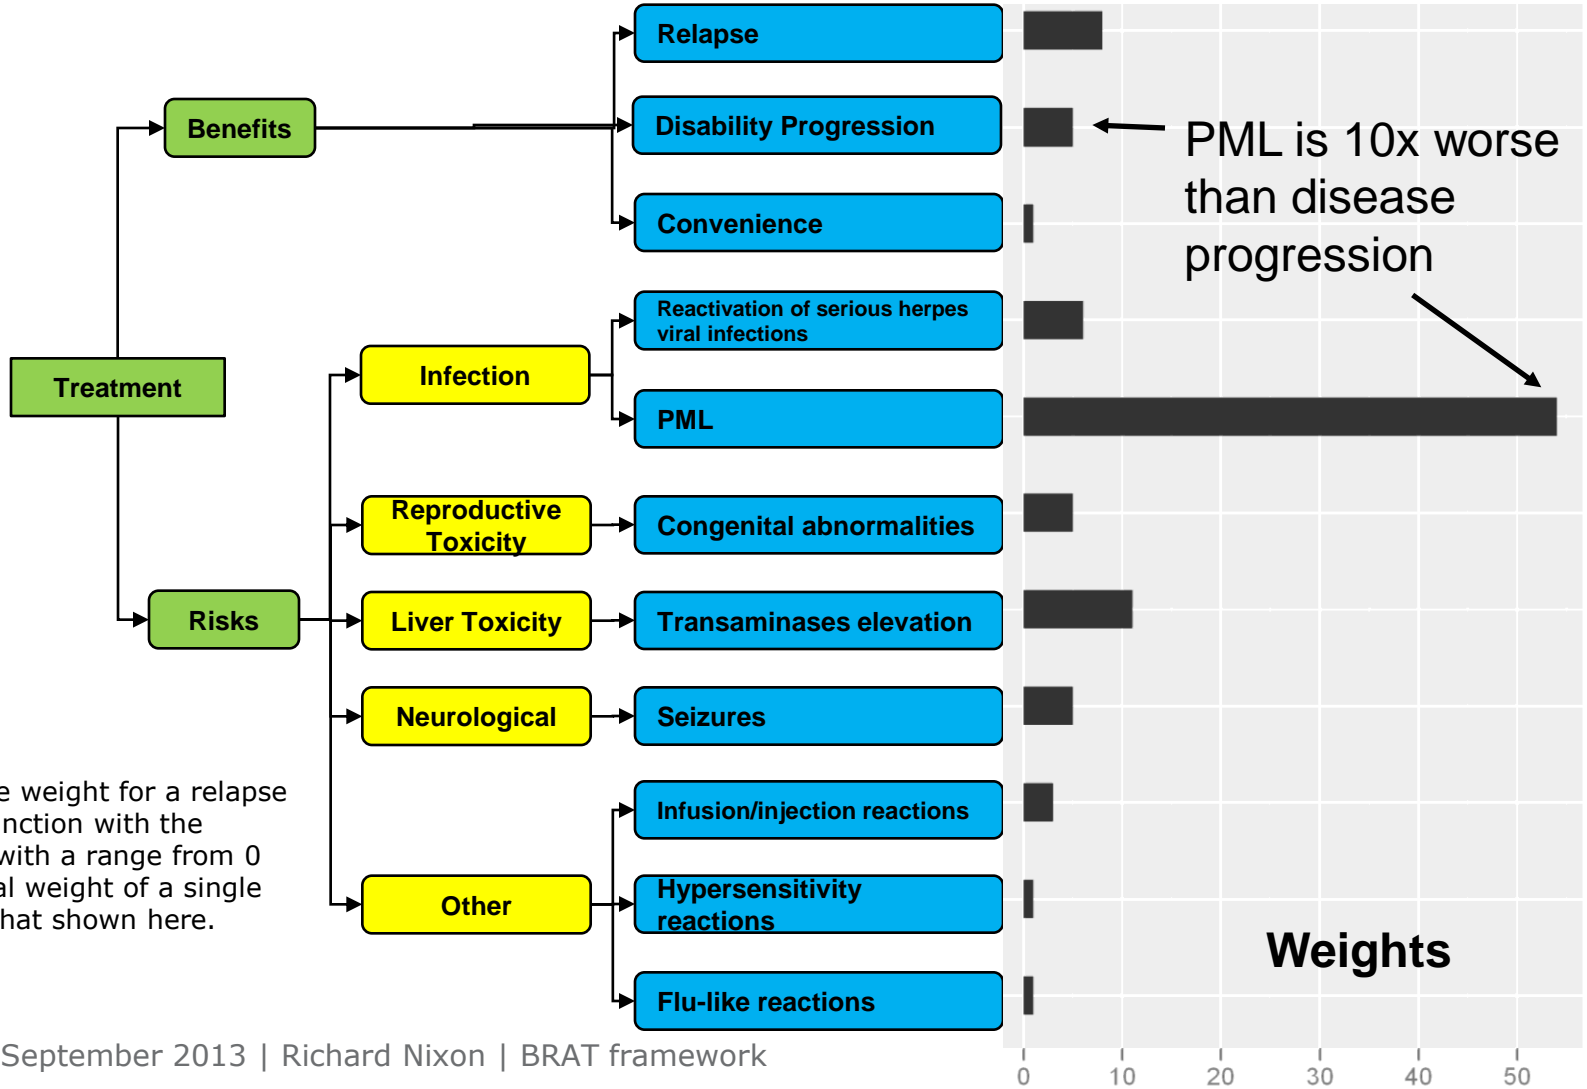 Relapse
Benefits
Disability Progression
PML is 10x worse
than disease
progression
Convenience
Reactivation of serious herpes
viral infections
Treatment
Infection
PML
Reproductive
Toxicity
Congenital abnormalities
Risks
Liver Toxicity
Transaminases elevation
Neurological
Seizures
e weight for a relapse
nction with the
with a range from 0
al weight of a single
hat shown here.
Infusion/injection reactions
Other
Hypersensitivity
reactions
Weights
Flu-like reactions
September 2013 | Richard Nixon | BRAT framework
0 10 20 30 40 50